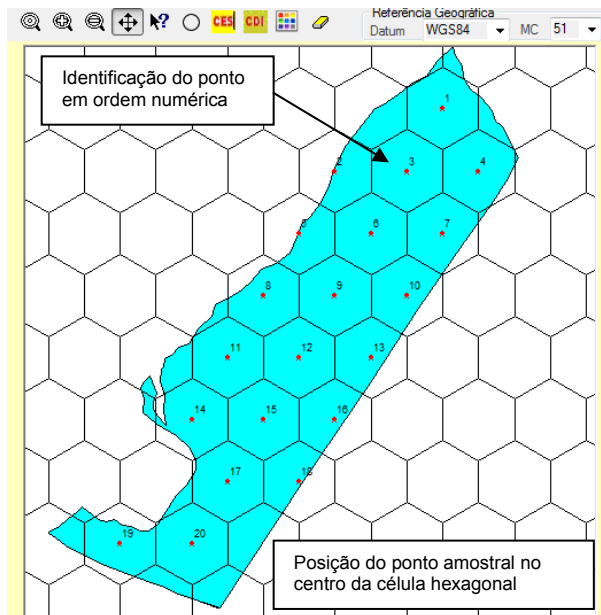 CES CDI
Referência Geográfica
Datum WGS84 MC 51
Identificação do ponto
em ordem numérica
1
2 3 4
5 6 7
8 9 10
11 12 13
14 15 16
17 18
19 20
Posição do ponto amostral no
centro da célula hexagonal